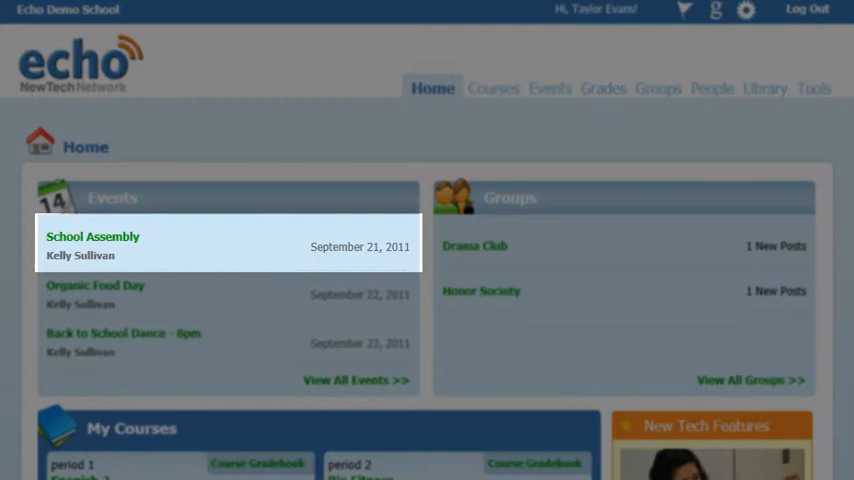 Echo Demo School
Hi, Taylor Evans!
g
Log Out
echo
NewTech Network
Home Courses Events Grades Groups People Library Tools
Home
14
Events
School Assembly
Kelly Sullivan
September 21, 2011
Organic Food Day
Kelly Sullivan
September 22, 2011
Back to School Dance - 8pm
Kelly Sullivan
September 23, 2011
View All Events >>
Groups
Drama Club
1 New Posts
Honor Society
1 New Posts
View All Groups >>
My Courses
period 1
Course Gradebook
Spanish 2
period 2
Course Gradebook
Bio Fitness
New Tech Features